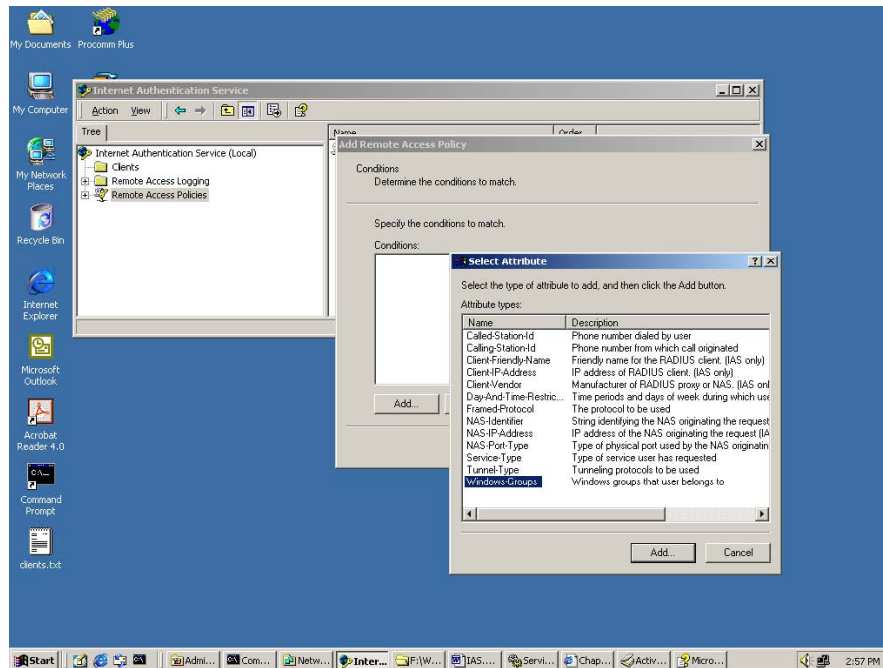 My Documents
Procomm Plus
My Computer
My Network
Places
Recycle Bin
Internet
Explorer
Microsoft
Outlook
Acrobat
Reader 4.0
Command
Prompt
clients.txt
Internet Authentication Service
Action View
Tree
Name Order
Internet Authentication Service (Local)
Clients
Remote Access Logging
Remote Access Policies
Add Remote Access Policy
Conditions
Determine the conditions to match.
Specify the conditions to match.
Conditions:
Add...
Select Attribute
Select the type of attribute to add, and then click the Add button.
Attribute types:
Name Description
Called-Station-Id Phone number dialed by user
Calling-Station-Id Phone number from which call originated
Client-Friendly-Name Friendly name for the RADIUS client. (IAS only)
Client-IP-Address IP address of RADIUS client. (IAS only)
Client-Vendor Manufacturer of RADIUS proxy or NAS. (IAS onl
Day-And-Time-Restric... Time periods and days of week during which use
Framed-Protocol The protocol to be used
NAS-Identifier String identifying the NAS originating the request
NAS-IP-Address IP address of the NAS originating the request (IA
NAS-Port-Type Type of physical port used by the NAS originatin
Service-Type Type of service user has requested
Tunnel-Type Tunneling protocols to be used
Windows-Groups Windows groups that user belongs to
Add... Cancel
Start Admi... Com... Netw... Inter... F:\W... IAS.... Servi... Chap... Activ... Micro... 2:57 PM